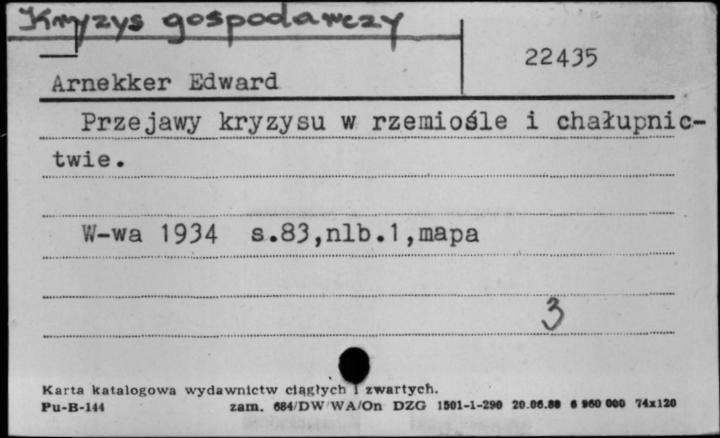 Kryzys gospodarczy
22435
Arnekker Edward
Przejawy kryzysu w rzemiośle i chałupnic-
twie.
W-wa 1934 s.83,nlb.1,mapa
3
Karta katalogowa wydawnictw ciągłych i zwartych.
Pu-B-144 zam. 684/DW WA/On DZG 1501-1-290 20.06.88 6 960 000 74x120